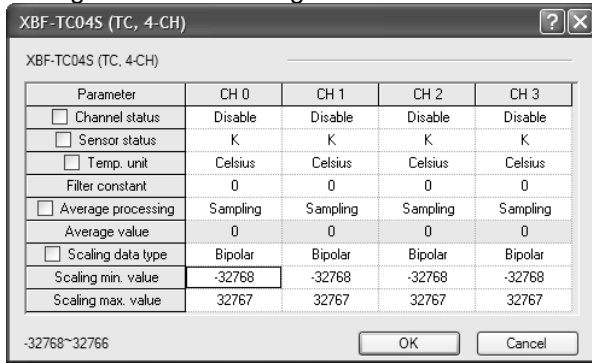 XBF-TC04S (TC, 4-CH)
XBF-TC04S (TC, 4-CH)
Parameter CH 0 CH 1 CH 2 CH 3
Channel status Disable Disable Disable Disable
Sensor status K K K K
Temp. unit Celsius Celsius Celsius Celsius
Filter constant 0 0 0 0
Average processing Sampling Sampling Sampling Sampling
Average value 0 0 0 0
Scaling data type Bipolar Bipolar Bipolar Bipolar
Scaling min. value -32768 -32768 -32768 -32768
Scaling max. value 32767 32767 32767 32767
-32768~32766 OK Cancel